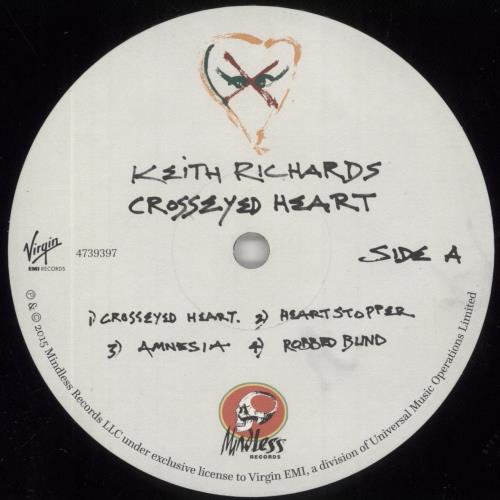 KEITH RICHARDS
CROSSEYED HEART
Virgin
EMI RECORDS
4739397
SIDE A
1) CROSSEYED HEART. 2) HEARTSTOPPER
3) AMNESIA 4) ROBBED BLIND
Mindless
RECORDS
℗ & © 2015 Mindless Records LLC under exclusive license to Virgin EMI, a division of Universal Music Operations Limited